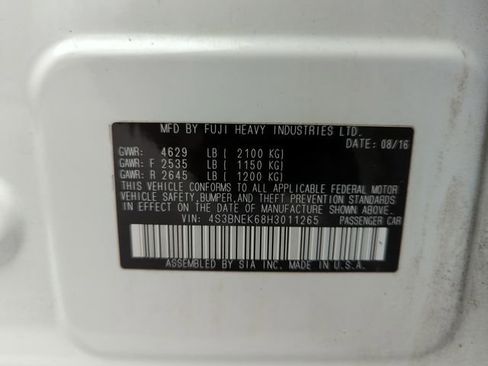 MFD BY FUJI HEAVY INDUSTRIES LTD.
DATE: 08/16
GVWR: 4629 LB ( 2100 KG)
GAWR: F 2535 LB ( 1150 KG)
GAWR: R 2645 LB ( 1200 KG)
THIS VEHICLE CONFORMS TO ALL APPLICABLE FEDERAL MOTOR
VEHICLE SAFETY,BUMPER,AND THEFT PREVENTION STANDARDS
IN EFFECT ON THE DATE OF MANUFACTURE SHOWN ABOVE.
VIN: 4S3BNEK68H3011265 PASSENGER CAR
ASSEMBLED BY SIA INC. MADE IN U.S.A.